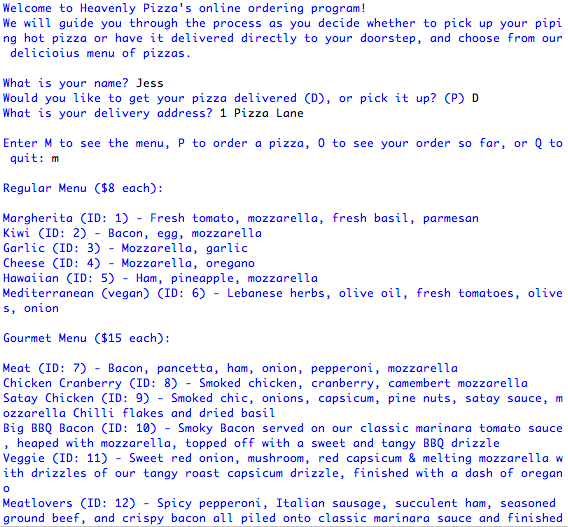 Welcome to Heavenly Pizza's online ordering program!
We will guide you through the process as you decide whether to pick up your pipi
ng hot pizza or have it delivered directly to your doorstep, and choose from our
 delicioius menu of pizzas.
What is your name? Jess
Would you like to get your pizza delivered (D), or pick it up? (P) D
What is your delivery address? 1 Pizza Lane
Enter M to see the menu, P to order a pizza, O to see your order so far, or Q to
 quit: m
Regular Menu ($8 each):
Margherita (ID: 1) - Fresh tomato, mozzarella, fresh basil, parmesan
Kiwi (ID: 2) - Bacon, egg, mozzarella
Garlic (ID: 3) - Mozzarella, garlic
Cheese (ID: 4) - Mozzarella, oregano
Hawaiian (ID: 5) - Ham, pineapple, mozzarella
Mediterranean (vegan) (ID: 6) - Lebanese herbs, olive oil, fresh tomatoes, olive
s, onion
Gourmet Menu ($15 each):
Meat (ID: 7) - Bacon, pancetta, ham, onion, pepperoni, mozzarella
Chicken Cranberry (ID: 8) - Smoked chicken, cranberry, camembert mozzarella
Satay Chicken (ID: 9) - Smoked chic, onions, capsicum, pine nuts, satay sauce, m
ozzarella Chilli flakes and dried basil
Big BBQ Bacon (ID: 10) - Smoky Bacon served on our classic marinara tomato sauce
, heaped with mozzarella, topped off with a sweet and tangy BBQ drizzle
Veggie (ID: 11) - Sweet red onion, mushroom, red capsicum & melting mozzarella w
ith drizzles of our tangy roast capsicum drizzle, finished with a dash of oregan
o
Meatlovers (ID: 12) - Spicy pepperoni, Italian sausage, succulent ham, seasoned
ground beef, and crispy bacon all piled onto classic marinara sauce and finished